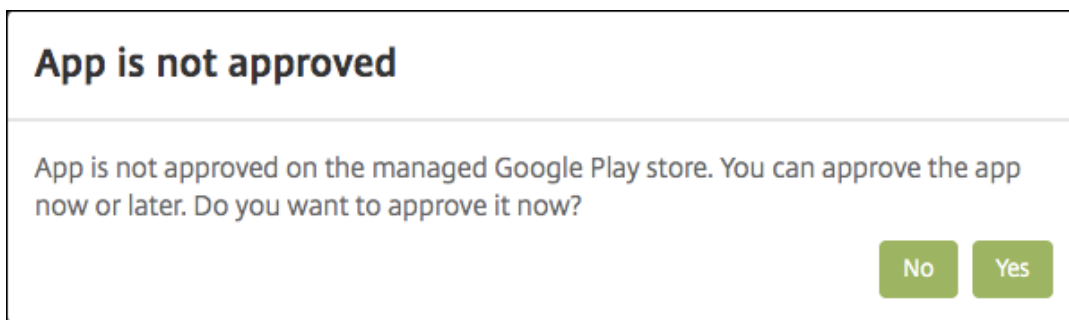 App is not approved
App is not approved on the managed Google Play store. You can approve the app
now or later. Do you want to approve it now?
No Yes